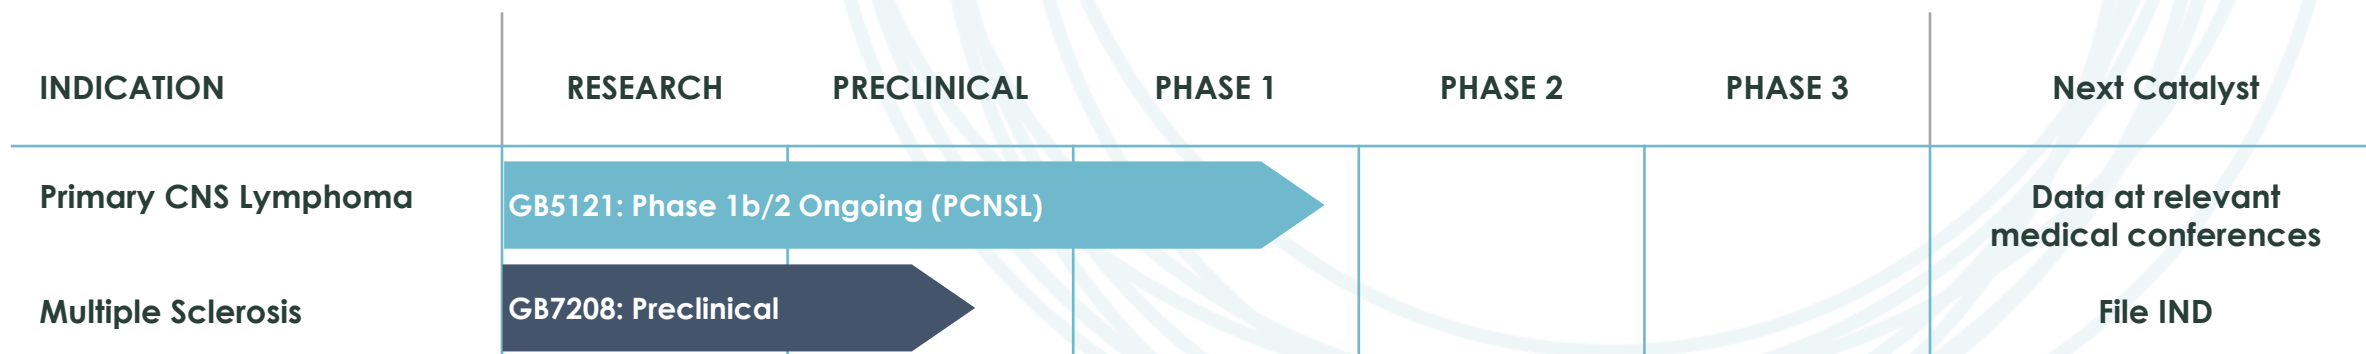 INDICATION RESEARCH PRECLINICAL PHASE 1 PHASE 2 PHASE 3 Next Catalyst
Primary CNS Lymphoma GB5121: Phase 1b/2 Ongoing (PCNSL) Data at relevant
medical conferences
Multiple Sclerosis GB7208: Preclinical File IND